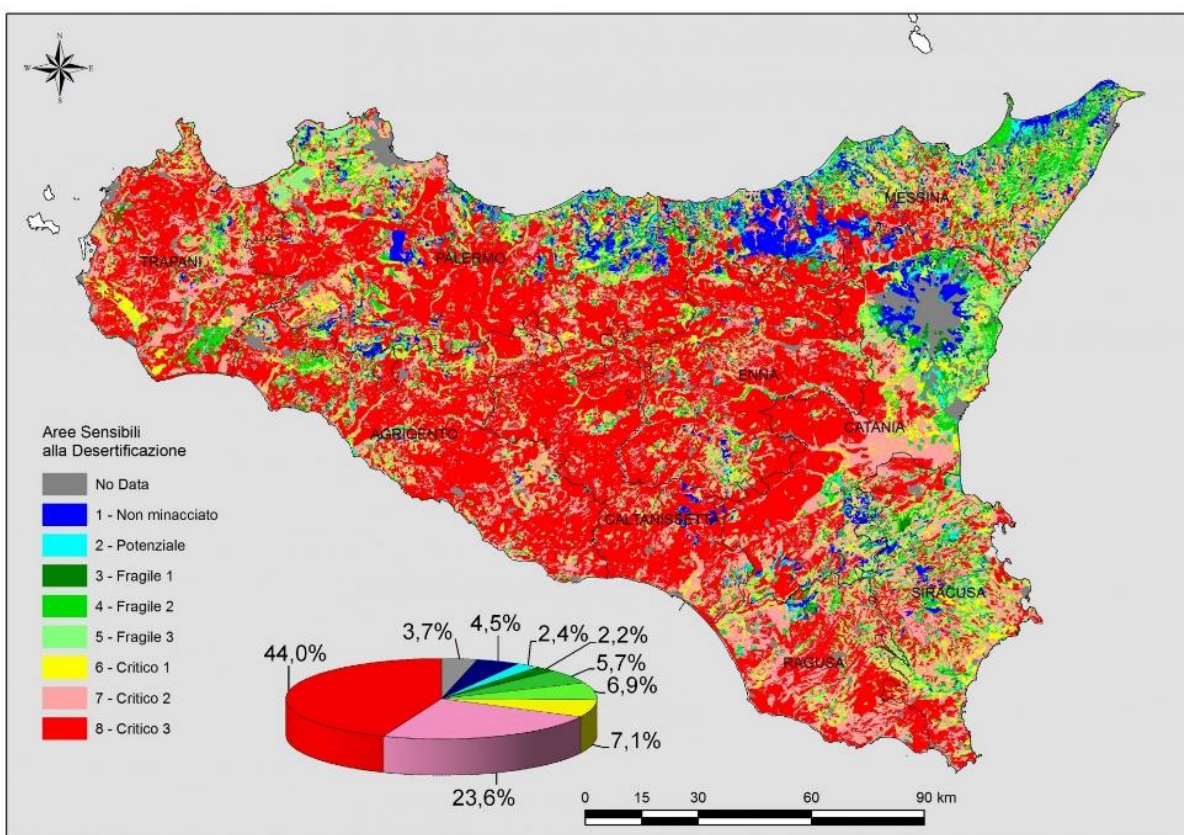 N
W E
S
MESSINA
TRAPANI
PALERMO
ENNA
CATANIA
AGRIGENTO
CALTANISSETTA
SIRACUSA
RAGUSA
Aree Sensibili
alla Desertificazione
No Data
1 - Non minacciato
2 - Potenziale
3 - Fragile 1
4 - Fragile 2
5 - Fragile 3
6 - Critico 1
7 - Critico 2
8 - Critico 3
3,7%
4,5%
2,4%
2,2%
5,7%
6,9%
7,1%
23,6%
44,0%
0 15 30 60 90 km